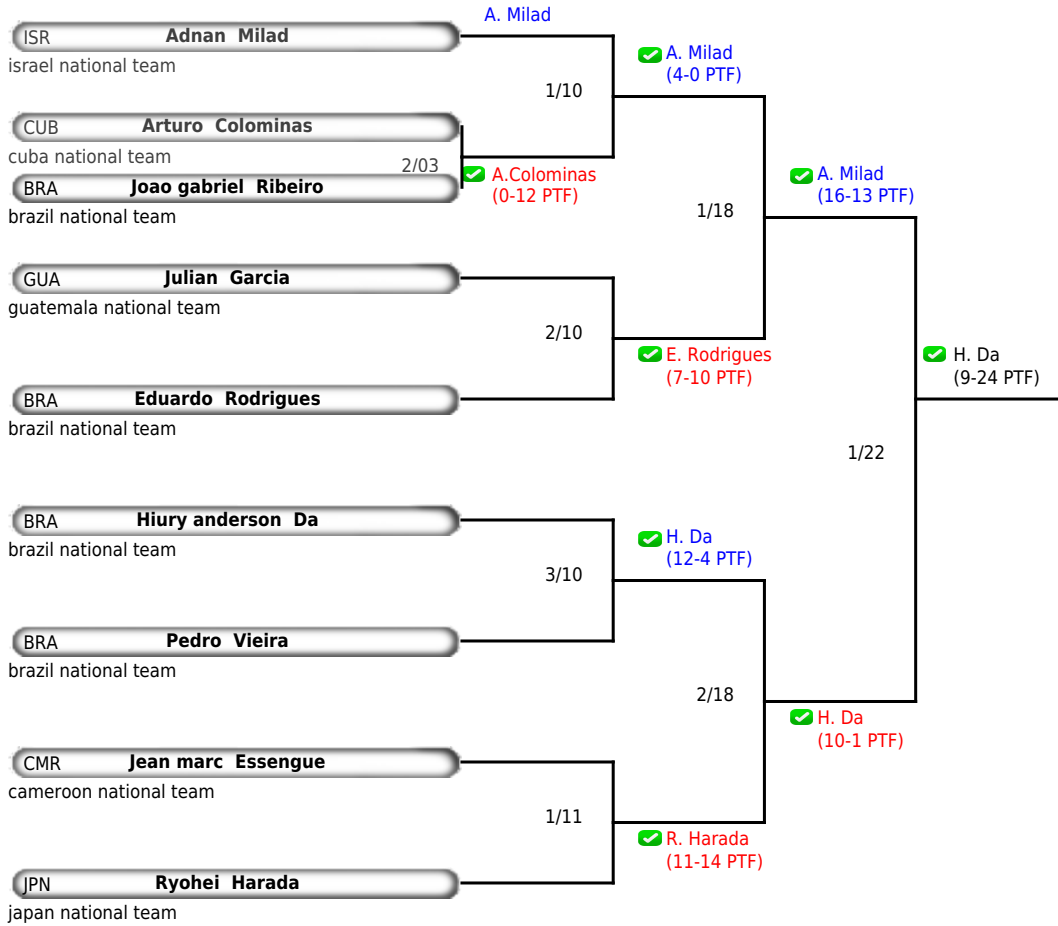 A. Milad
ISR Adnan Milad
israel national team
A. Milad
(4-0 PTF)
1/10
CUB Arturo Colominas
cuba national team
2/03
A.Colominas
(0-12 PTF)
BRA Joao gabriel Ribeiro
brazil national team
A. Milad
(16-13 PTF)
1/18
GUA Julian Garcia
guatemala national team
2/10
E. Rodrigues
(7-10 PTF)
H. Da
(9-24 PTF)
BRA Eduardo Rodrigues
brazil national team
1/22
BRA Hiury anderson Da
brazil national team
H. Da
(12-4 PTF)
3/10
BRA Pedro Vieira
brazil national team
2/18
H. Da
(10-1 PTF)
CMR Jean marc Essengue
cameroon national team
1/11
R. Harada
(11-14 PTF)
JPN Ryohei Harada
japan national team